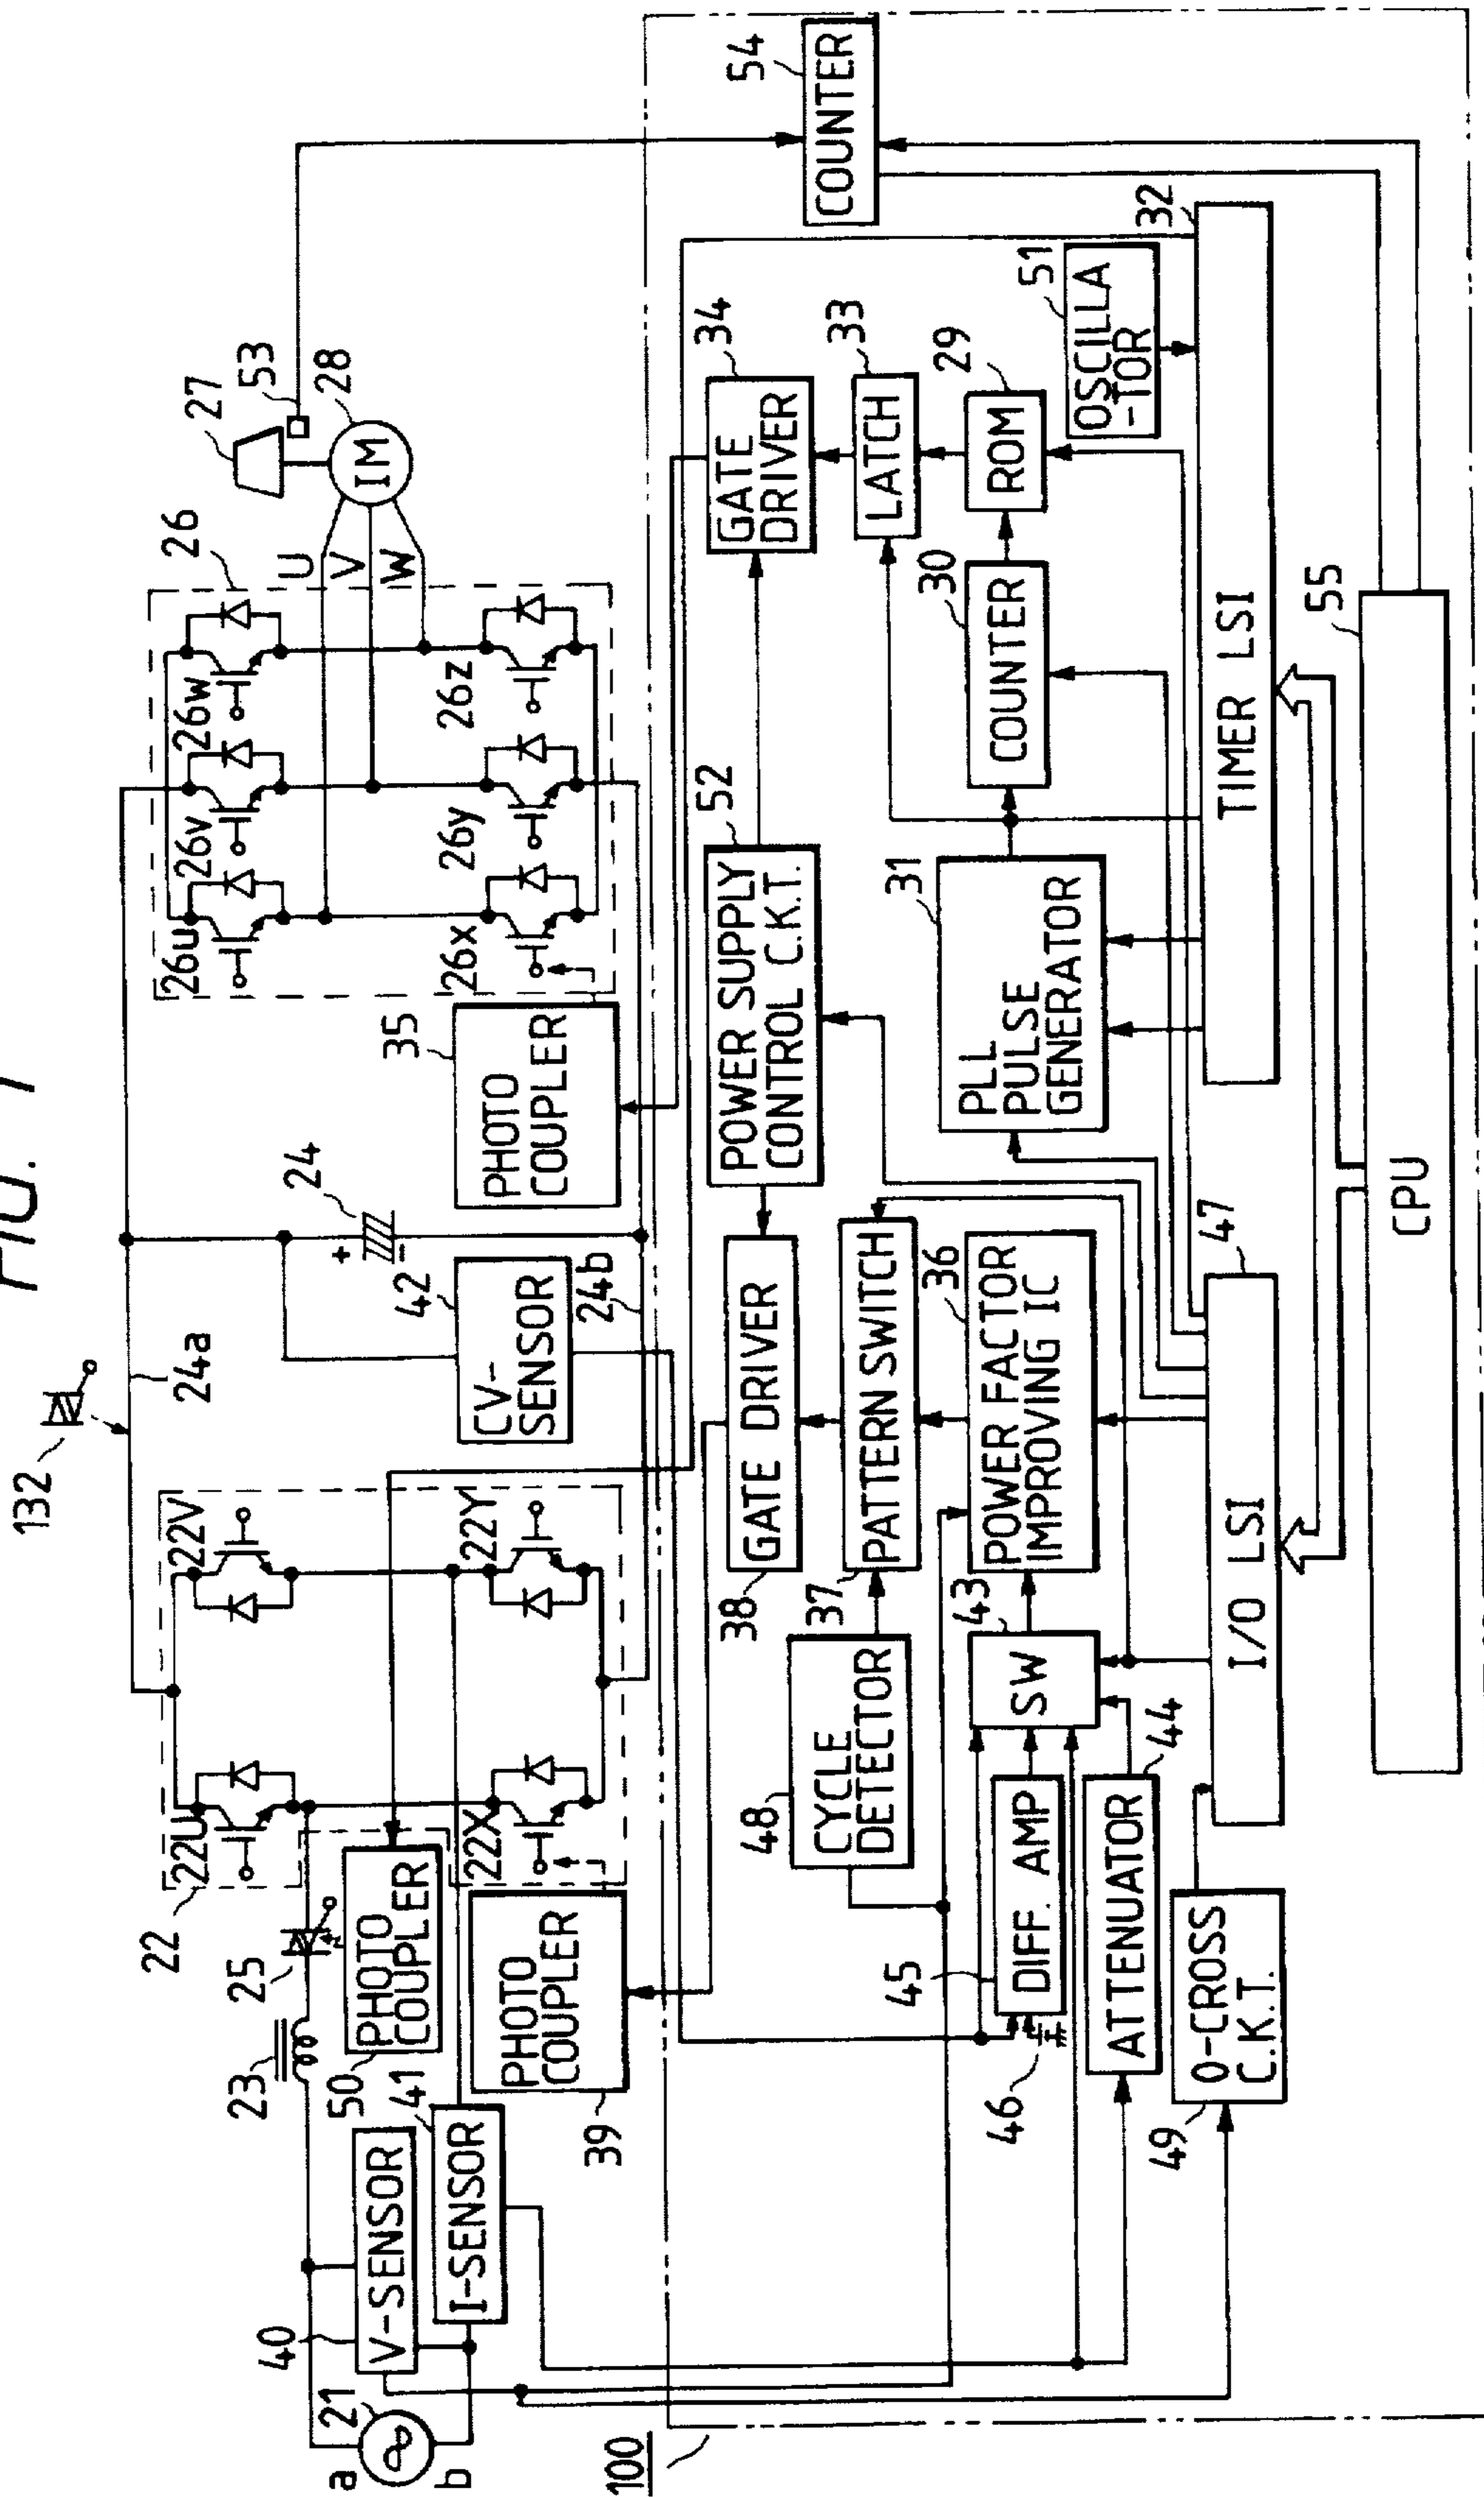 FIG. 1
132
24a
24
+
-
22
22U
22V
22X
22Y
25
23
26
26u
26v
26w
26x
26y
26z
U
V
W
27
53
28
IM
a
21
b
40
V-SENSOR
41
I-SENSOR
50
PHOTO
COUPLER
39
PHOTO
COUPLER
42
CV-
SENSOR
24b
35
PHOTO
COUPLER
100
38
GATE DRIVER
52
POWER SUPPLY
CONTROL C.K.T.
34
GATE
DRIVER
54
COUNTER
48
CYCLE
DETECTOR
37
PATTERN SWITCH
33
LATCH
45
DIFF. AMP
46
43
SW
36
POWER FACTOR
IMPROVING IC
31
PLL
PULSE
GENERATOR
30
COUNTER
29
ROM
51
OSCILLA
-TOR
44
ATTENUATOR
49
0-CROSS
C.K.T.
47
I/O LSI
32
TIMER LSI
55
CPU